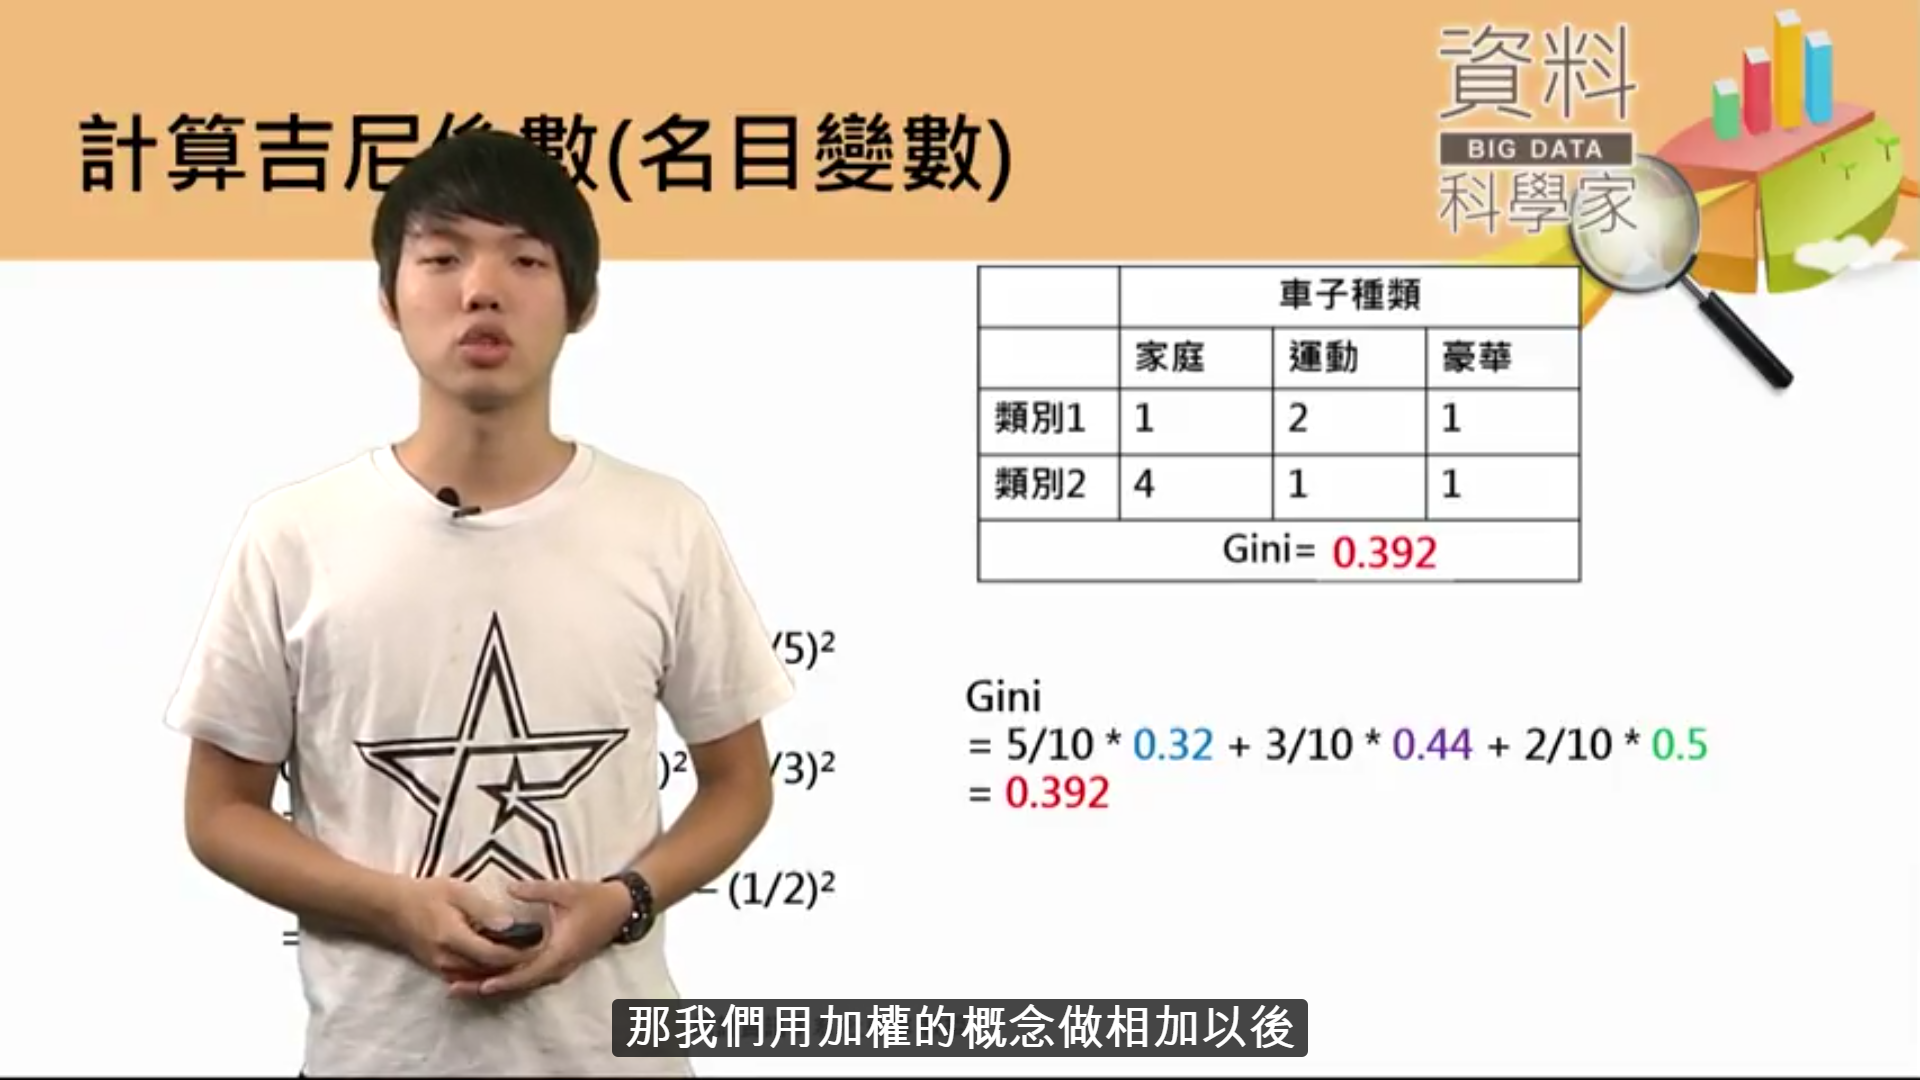 計算吉尼係數(名目變數)
資料
BIG DATA
科學家
車子種類
家庭 運動 豪華
類別1 1 2 1
類別2 4 1 1
Gini= 0.392
/5)²
)² /3)²
– (1/2)²
=
Gini
= 5/10 * 0.32 + 3/10 * 0.44 + 2/10 * 0.5
= 0.392
那我們用加權的概念做相加以後